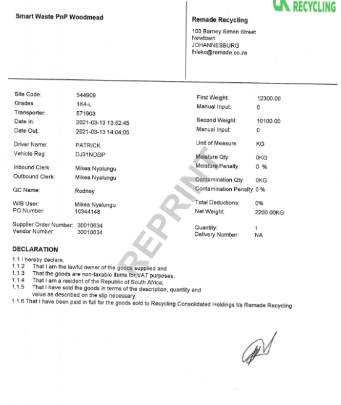 RECYCLING
Smart Waste PnP Woodmead
Remade Recycling
103 Barney Simon Street
Newtown
JOHANNESBURG
thleko@remade.co.za
Site Code: 544909
Grades: 1K4-L
Transporter: 571903
Date In: 2021-03-13 13:52:45
Date Out: 2021-03-13 14:04:05
Driver Name: PATRICK
Vehicle Reg: DJ31NDGP
Inbound Clerk: Mikea Nyalungu
Outbound Clerk: Mikea Nyalungu
QC Name: Rodney
W/B User: Mikea Nyalungu
PO Number: 10344148
Supplier Order Number: 30010634
Vendor Number: 30010034
First Weight: 12300.00
Manual Input: 0
Second Weight: 10100.00
Manual Input: 0
Unit of Measure: KG
Moisture Qty: 0KG
Moisture Penalty: 0 %
Contamination Qty: 0KG
Contamination Penalty: 0 %
Total Deductions: 0%
Net Weight: 2200.00KG
Quantity: 1
Delivery Number: NA
REPRINT
DECLARATION
1.1 I hereby declare,
1.1.2 That I am the lawful owner of the goods supplied and
1.1.3 That the goods are non-taxable items for VAT purposes,
1.1.4 That I am a resident of the Republic of South Africa;
1.1.5 That I have sold the goods in terms of the description, quantity and
value as described on the slip necessary;
1.1.6 That I have been paid in full for the goods sold to Recycling Consolidated Holdings t/a Remade Recycling